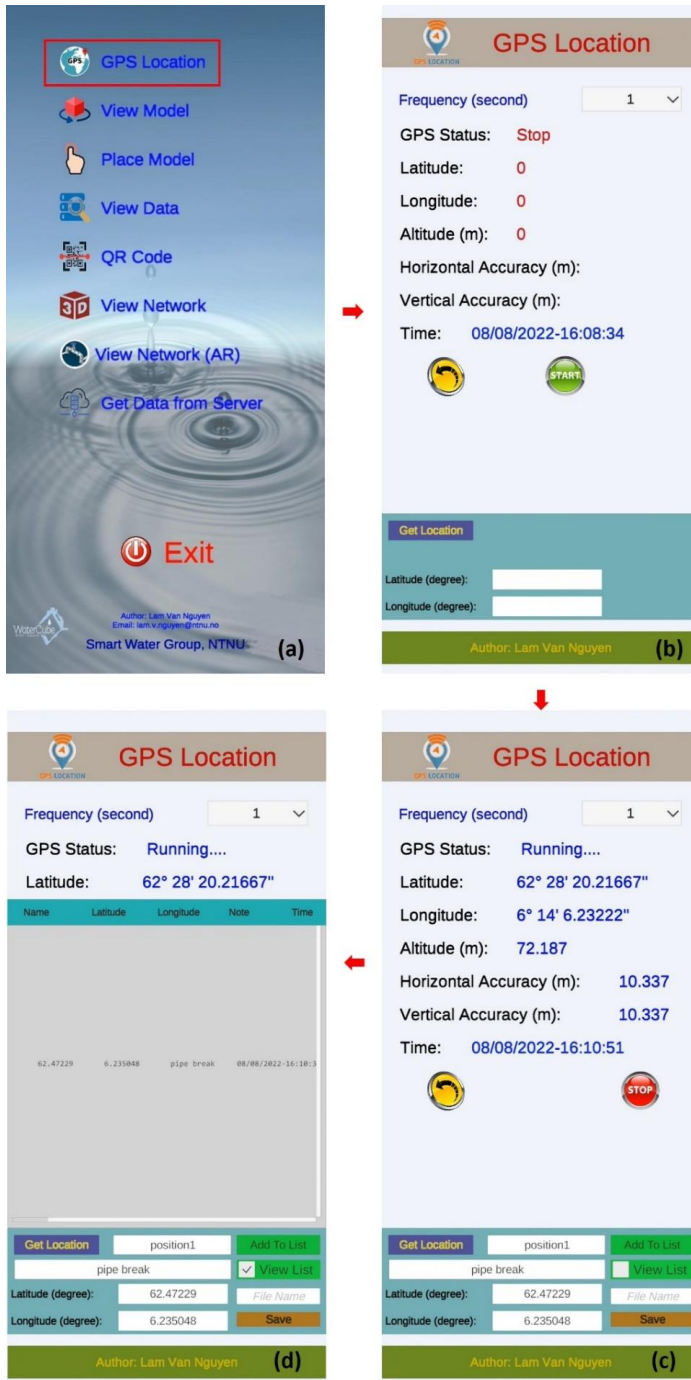 GPS
GPS Location
View Model
Place Model
View Data
QR Code
3D View Network
View Network (AR)
Get Data from Server
Exit
WaterCube
Author: Lam Van Nguyen
Email: lam.v.nguyen@ntnu.no
Smart Water Group, NTNU
(a)
GPS LOCATION
GPS Location
Frequency (second) 1
GPS Status: Stop
Latitude: 0
Longitude: 0
Altitude (m): 0
Horizontal Accuracy (m):
Vertical Accuracy (m):
Time: 08/08/2022-16:08:34
START
Get Location
Latitude (degree):
Longitude (degree):
Author: Lam Van Nguyen
(b)
GPS LOCATION
GPS Location
Frequency (second) 1
GPS Status: Running....
Latitude: 62° 28' 20.21667"
Longitude: 6° 14' 6.23222"
Altitude (m): 72.187
Horizontal Accuracy (m): 10.337
Vertical Accuracy (m): 10.337
Time: 08/08/2022-16:10:51
STOP
Get Location position1 Add To List
pipe break View List
Latitude (degree): 62.47229 File Name
Longitude (degree): 6.235048 Save
Author: Lam Van Nguyen
(c)
GPS LOCATION
GPS Location
Frequency (second) 1
GPS Status: Running....
Latitude: 62° 28' 20.21667"
Name Latitude Longitude Note Time
62.47229 6.235048 pipe break 08/08/2022-16:10:3
Get Location position1 Add To List
pipe break View List
Latitude (degree): 62.47229 File Name
Longitude (degree): 6.235048 Save
Author: Lam Van Nguyen
(d)